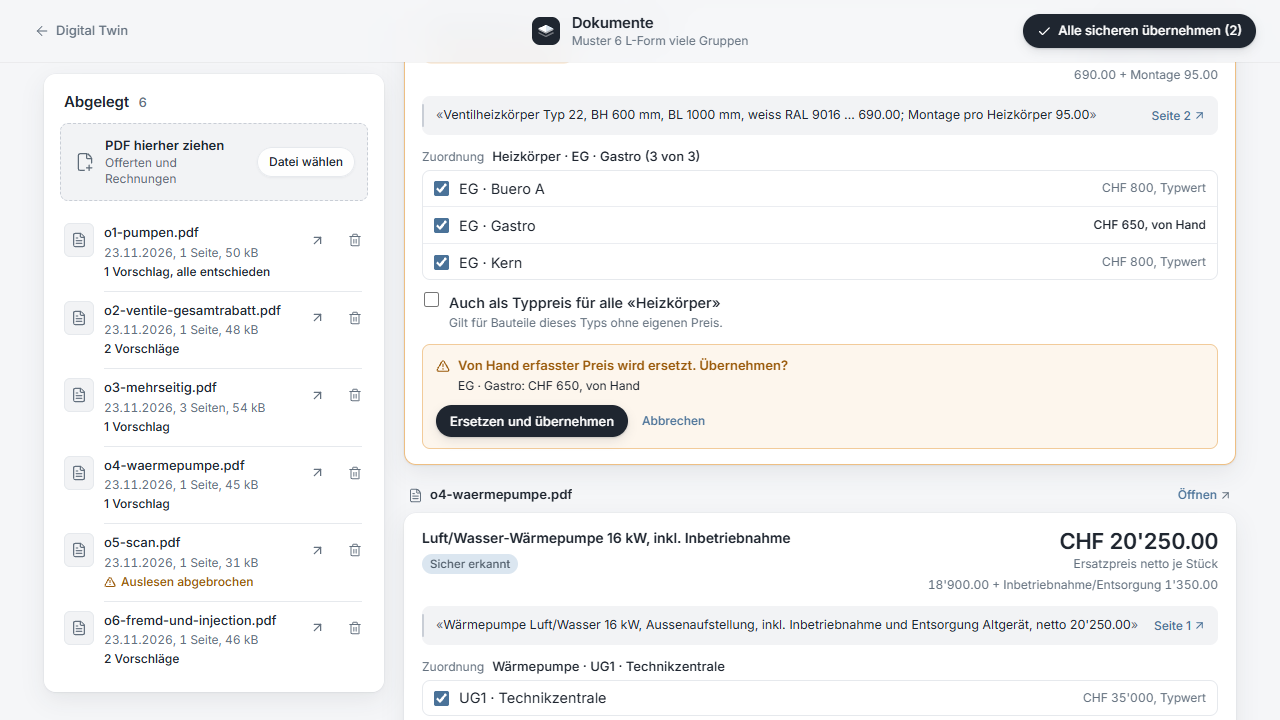 Digital Twin
Dokumente
Muster 6 L-Form viele Gruppen
Alle sicheren übernehmen (2)
Abgelegt 6
PDF hierher ziehen
Offerten und
Rechnungen
Datei wählen
o1-pumpen.pdf
23.11.2026, 1 Seite, 50 kB
1 Vorschlag, alle entschieden
o2-ventile-gesamtrabatt.pdf
23.11.2026, 1 Seite, 48 kB
2 Vorschläge
o3-mehrseitig.pdf
23.11.2026, 3 Seiten, 54 kB
1 Vorschlag
o4-waermepumpe.pdf
23.11.2026, 1 Seite, 45 kB
1 Vorschlag
o5-scan.pdf
23.11.2026, 1 Seite, 31 kB
Auslesen abgebrochen
o6-fremd-und-injection.pdf
23.11.2026, 1 Seite, 46 kB
2 Vorschläge
690.00 + Montage 95.00
«Ventilheizkörper Typ 22, BH 600 mm, BL 1000 mm, weiss RAL 9016 ... 690.00; Montage pro Heizkörper 95.00» Seite 2
Zuordnung Heizkörper · EG · Gastro (3 von 3)
EG · Buero A CHF 800, Typwert
EG · Gastro CHF 650, von Hand
EG · Kern CHF 800, Typwert
Auch als Typpreis für alle «Heizkörper»
Gilt für Bauteile dieses Typs ohne eigenen Preis.
Von Hand erfasster Preis wird ersetzt. Übernehmen?
EG · Gastro: CHF 650, von Hand
Ersetzen und übernehmen Abbrechen
o4-waermepumpe.pdf Öffnen
Luft/Wasser-Wärmepumpe 16 kW, inkl. Inbetriebnahme CHF 20'250.00
Sicher erkannt Ersatzpreis netto je Stück
18'900.00 + Inbetriebnahme/Entsorgung 1'350.00
«Wärmepumpe Luft/Wasser 16 kW, Aussenaufstellung, inkl. Inbetriebnahme und Entsorgung Altgerät, netto 20'250.00» Seite 1
Zuordnung Wärmepumpe · UG1 · Technikzentrale
UG1 · Technikzentrale CHF 35'000, Typwert